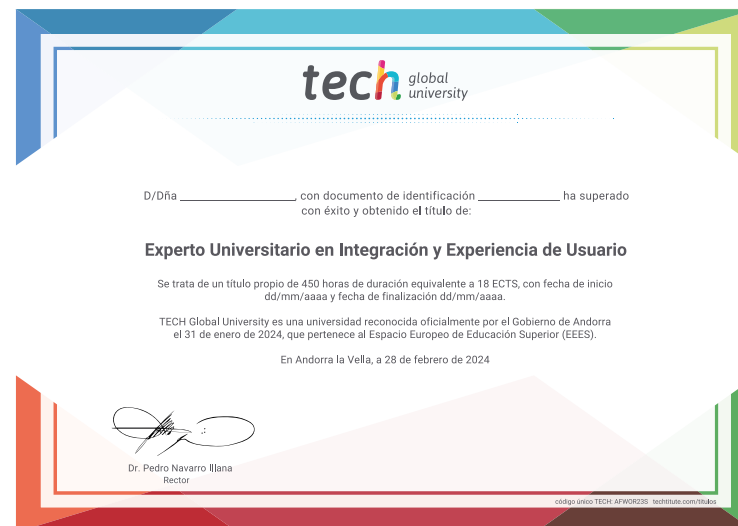 tech global university
D/Dña ____________________, con documento de identificación ______________ ha superado
con éxito y obtenido el título de:
Experto Universitario en Integración y Experiencia de Usuario
Se trata de un título propio de 450 horas de duración equivalente a 18 ECTS, con fecha de inicio
dd/mm/aaaa y fecha de finalización dd/mm/aaaa.
TECH Global University es una universidad reconocida oficialmente por el Gobierno de Andorra
el 31 de enero de 2024, que pertenece al Espacio Europeo de Educación Superior (EEES).
En Andorra la Vella, a 28 de febrero de 2024
Dr. Pedro Navarro Illana
Rector
código único TECH: AFWOR23S techtitute.com/titulos